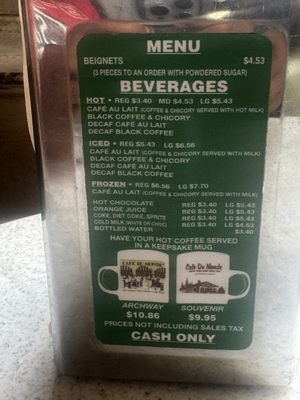 MENU
BEIGNETS $4.53
(3 PIECES TO AN ORDER WITH POWDERED SUGAR)
BEVERAGES
HOT • REG $3.40 MD $4.53 LG $5.43
CAFÉ AU LAIT (COFFEE & CHICORY SERVED WITH HOT MILK)
BLACK COFFEE & CHICORY
DECAF CAFÉ AU LAIT
DECAF BLACK COFFEE
ICED • REG $5.43 LG $6.56
CAFÉ AU LAIT (COFFEE & CHICORY SERVED WITH MILK)
BLACK COFFEE & CHICORY
DECAF CAFÉ AU LAIT
DECAF BLACK COFFEE
FROZEN • REG $6.56 LG $7.70
CAFÉ AU LAIT (COFFEE & CHICORY SERVED WITH MILK)
HOT CHOCOLATE REG $3.40 LG $5.43
ORANGE JUICE REG $3.40 LG $5.43
COKE, DIET COKE, SPRITE REG $3.40 LG $5.43
COLD MILK (WHITE OR CHOC) REG $3.40 LG $5.43
BOTTLED WATER $3.40
HAVE YOUR HOT COFFEE SERVED
IN A KEEPSAKE MUG
CAFE DU MONDE
Cafe Du Monde
ARCHWAY SOUVENIR
$10.86 $9.95
PRICES NOT INCLUDING SALES TAX
CASH ONLY